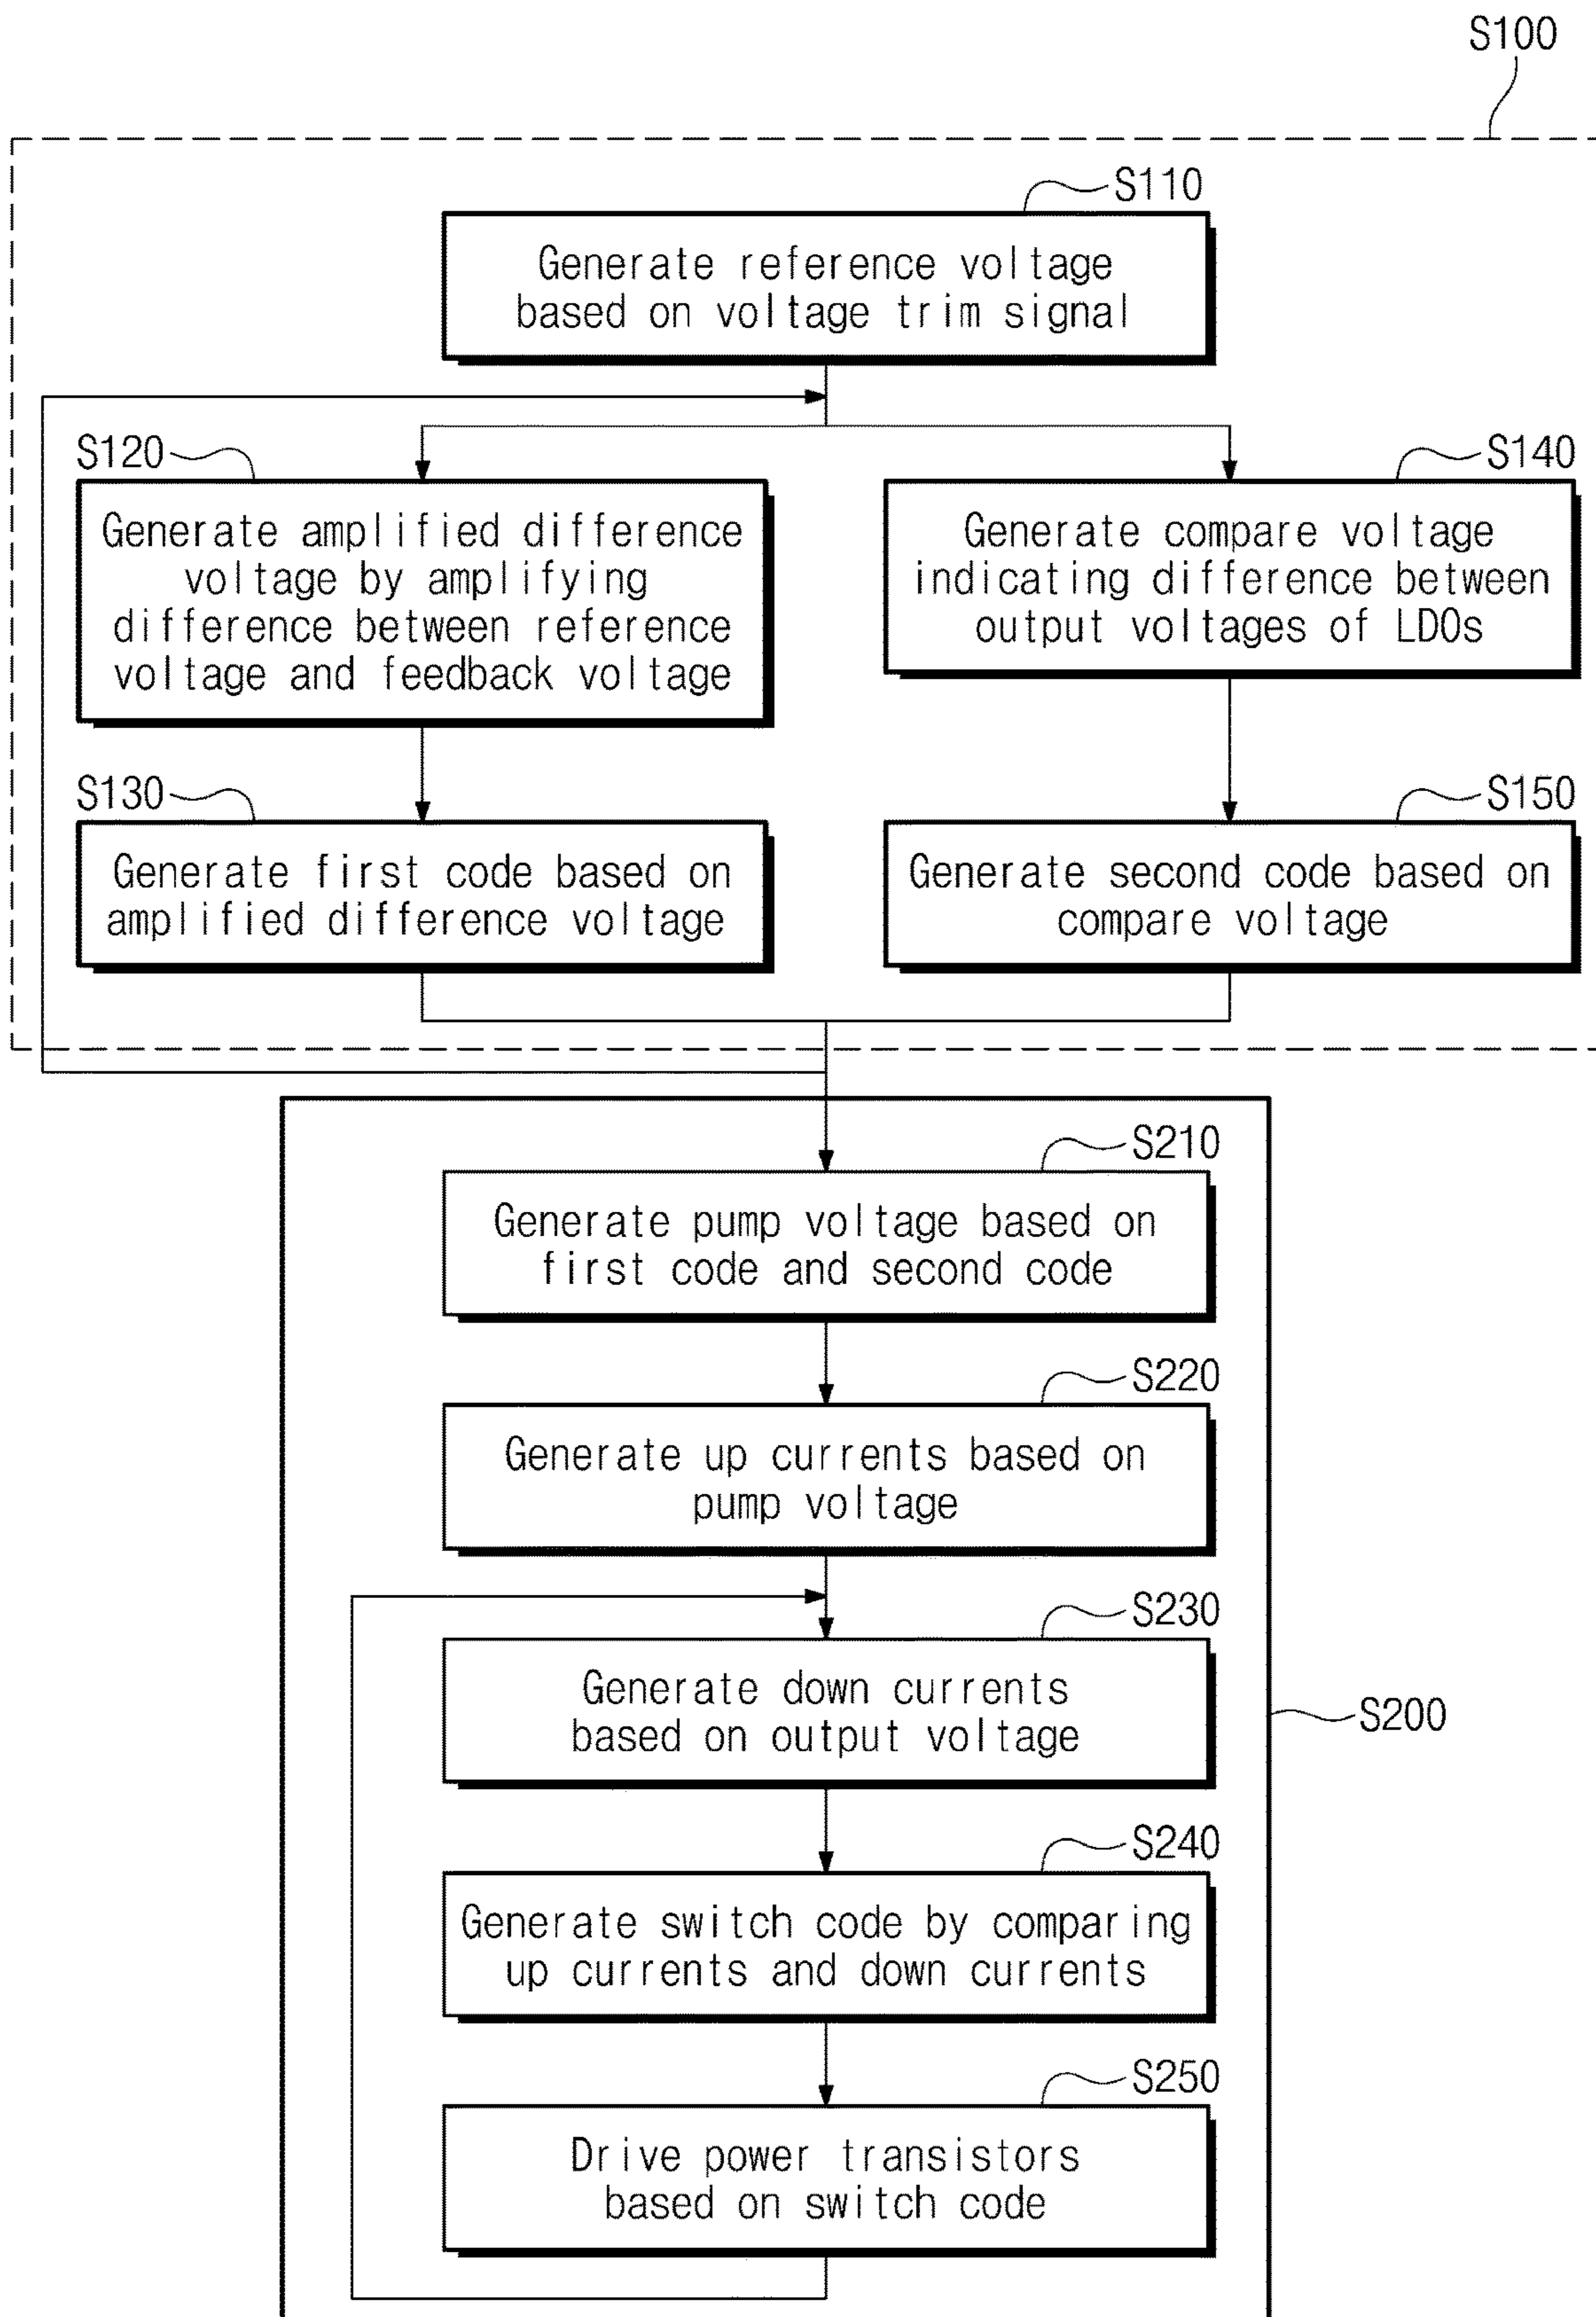 S100
S110
Generate reference voltage
based on voltage trim signal
S120
Generate amplified difference
voltage by amplifying
difference between reference
voltage and feedback voltage
S140
Generate compare voltage
indicating difference between
output voltages of LDOs
S130
Generate first code based on
amplified difference voltage
S150
Generate second code based on
compare voltage
S210
Generate pump voltage based on
first code and second code
S220
Generate up currents based on
pump voltage
S230
Generate down currents
based on output voltage
S200
S240
Generate switch code by comparing
up currents and down currents
S250
Drive power transistors
based on switch code